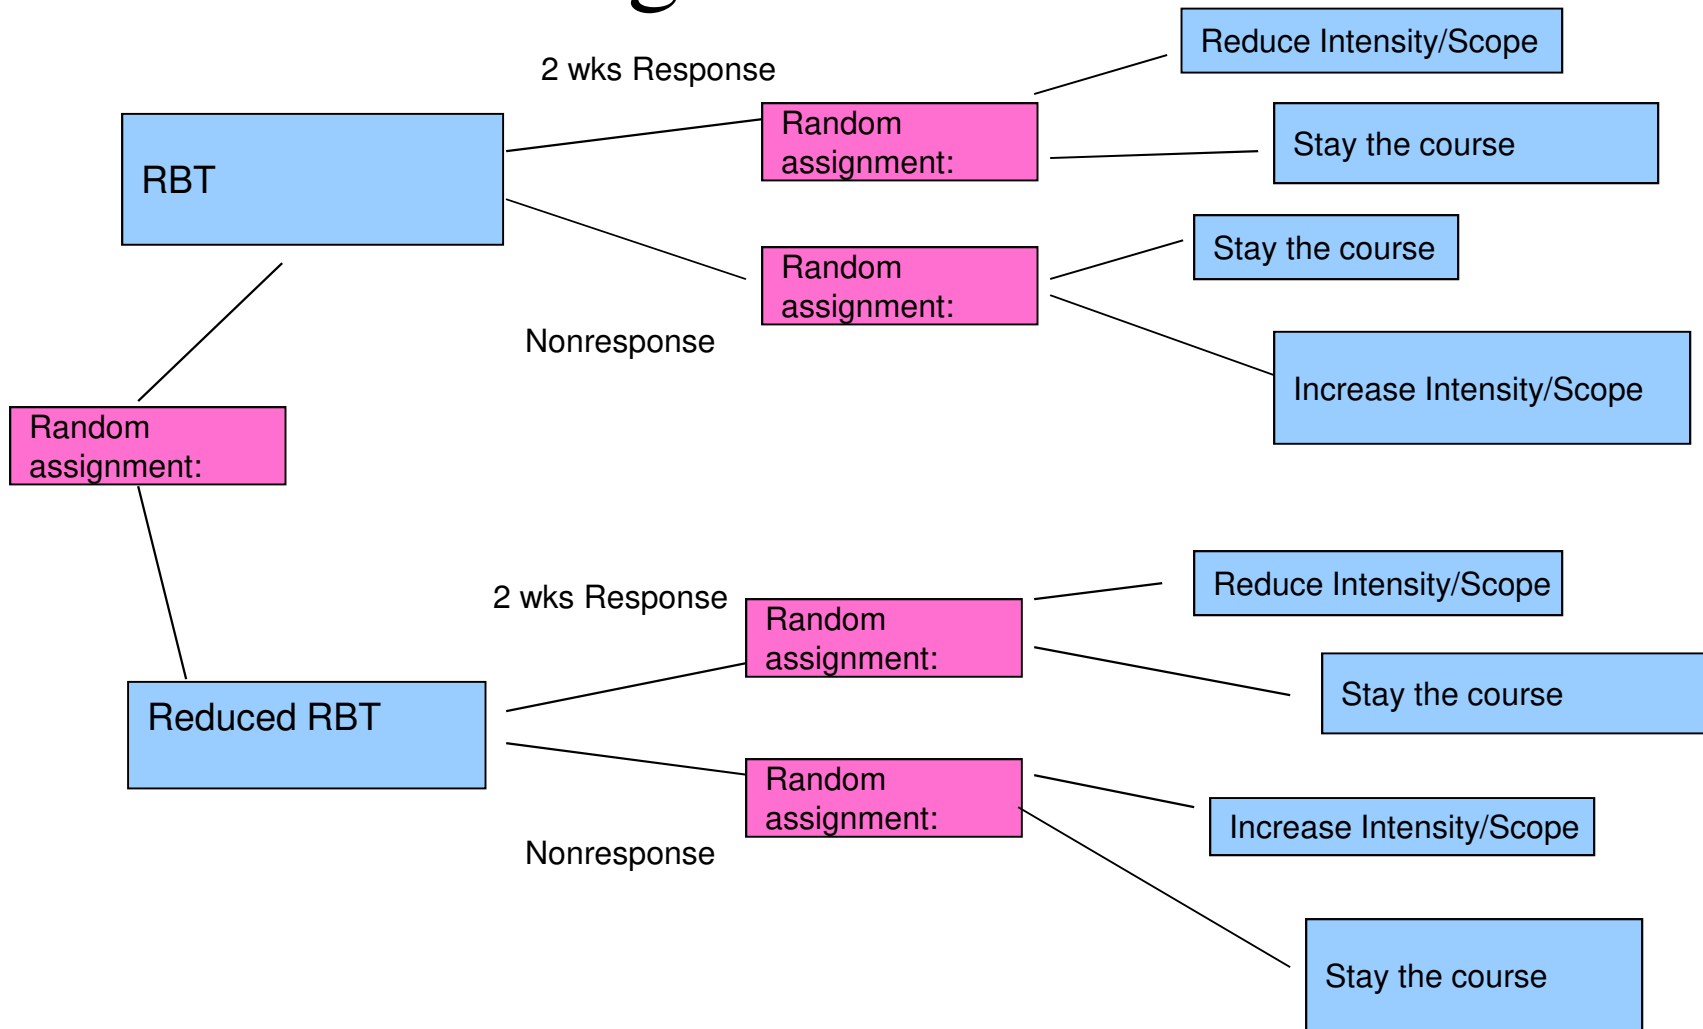 Reduce Intensity/Scope
2 wks Response
Random
assignment:
Stay the course
RBT
Random
assignment:
Stay the course
Nonresponse
Increase Intensity/Scope
Random
assignment:
2 wks Response
Reduce Intensity/Scope
Random
assignment:
Stay the course
Reduced RBT
Random
assignment:
Increase Intensity/Scope
Nonresponse
Stay the course